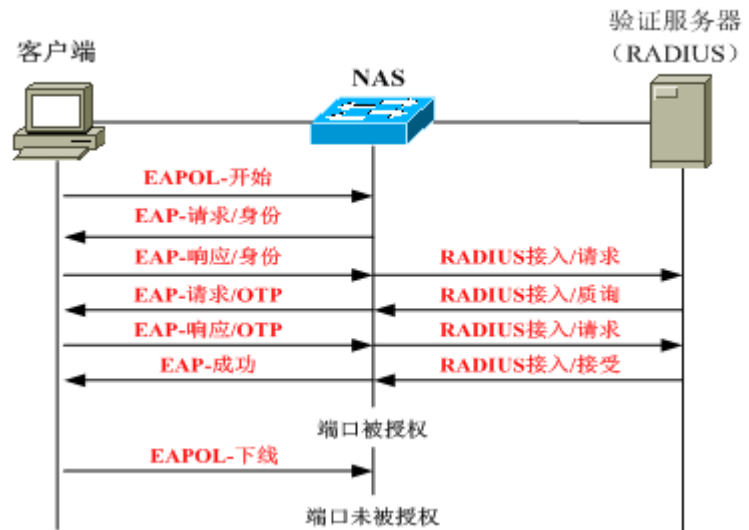 验证服务器
（RADIUS）
客户端
NAS
EAPOL-开始
EAP-请求/身份
EAP-响应/身份
RADIUS接入/请求
EAP-请求/OTP
RADIUS接入/质询
EAP-响应/OTP
RADIUS接入/请求
EAP-成功
RADIUS接入/接受
端口被授权
EAPOL-下线
端口未被授权